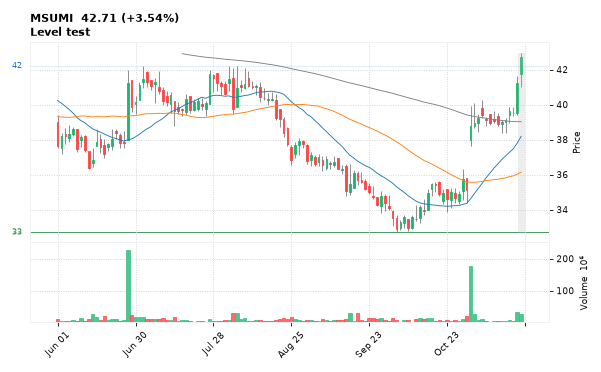 MSUMI 42.71 (+3.54%)
Level test
42
33
42
40
38
36
34
Price
200
100
Volume 10⁶
Jun 01
Jun 30
Jul 28
Aug 25
Sep 23
Oct 23